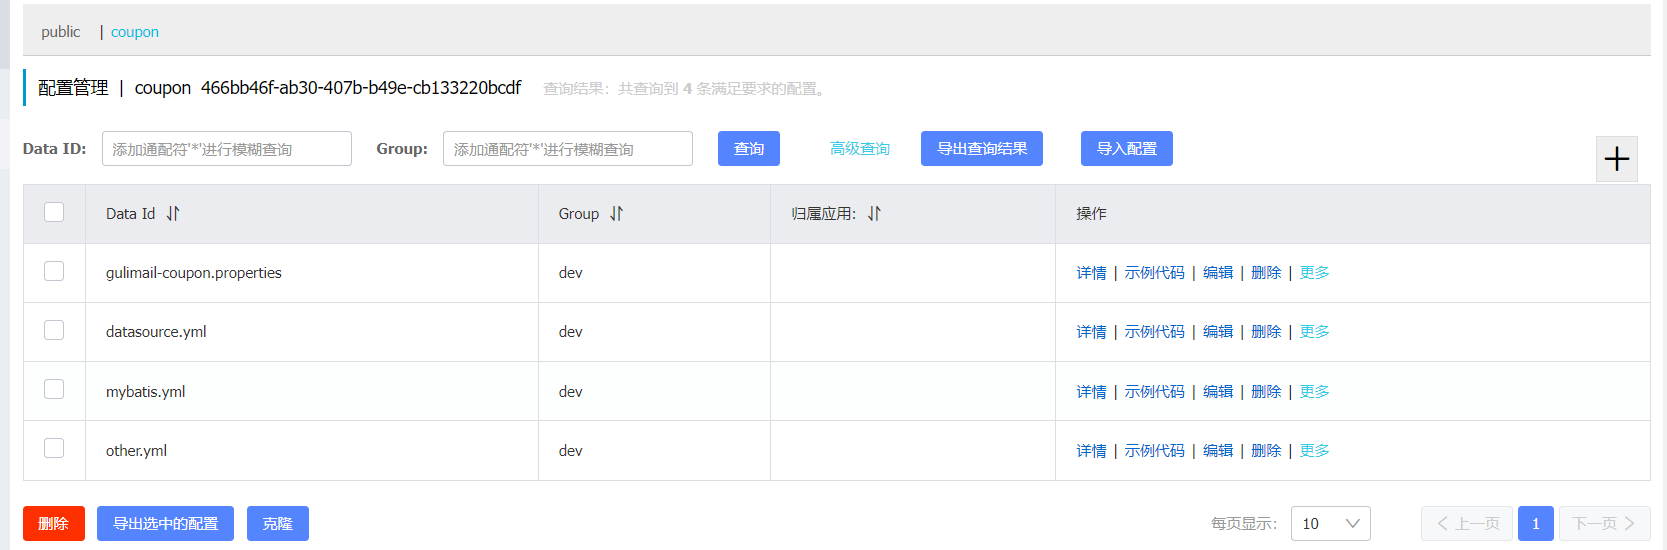 public | coupon
配置管理 | coupon 466bb46f-ab30-407b-b49e-cb133220bcdf 查询结果：共查询到 4 条满足要求的配置。
Data ID: 添加通配符'*'进行模糊查询 Group: 添加通配符'*'进行模糊查询 查询 高级查询 导出查询结果 导入配置
Data Id Group 归属应用: 操作
gulimail-coupon.properties dev 详情 | 示例代码 | 编辑 | 删除 | 更多
datasource.yml dev 详情 | 示例代码 | 编辑 | 删除 | 更多
mybatis.yml dev 详情 | 示例代码 | 编辑 | 删除 | 更多
other.yml dev 详情 | 示例代码 | 编辑 | 删除 | 更多
删除 导出选中的配置 克隆 每页显示: 10 上一页 1 下一页